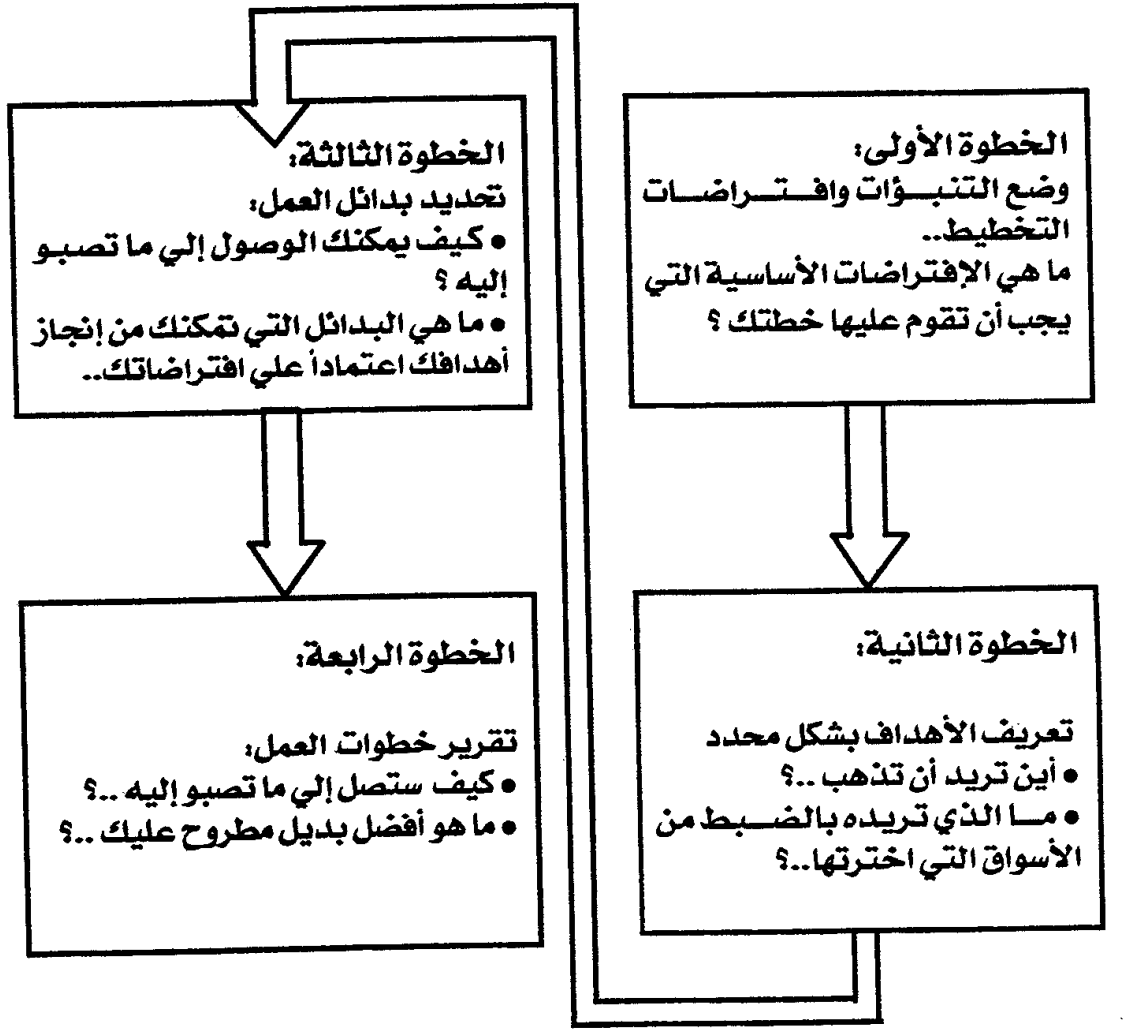 الخطوة الأولى:
وضع التنبؤات وافتراضات
التخطيط..
ما هي الإفتراضات الأساسية التي
يجب أن تقوم عليها خطتك ؟
الخطوة الثانية:
تعريف الأهداف بشكل محدد
• أين تريد أن تذهب ..؟
• ما الذي تريده بالضبط من
الأسواق التي اخترتها..؟
الخطوة الثالثة:
تحديد بدائل العمل:
• كيف يمكنك الوصول إلي ما تصبو
إليه ؟
• ما هي البدائل التي تمكنك من إنجاز
أهدافك اعتماداً علي افتراضاتك..
الخطوة الرابعة:
تقرير خطوات العمل:
• كيف ستصل إلي ما تصبو إليه ..؟
• ما هو أفضل بديل مطروح عليك ..؟